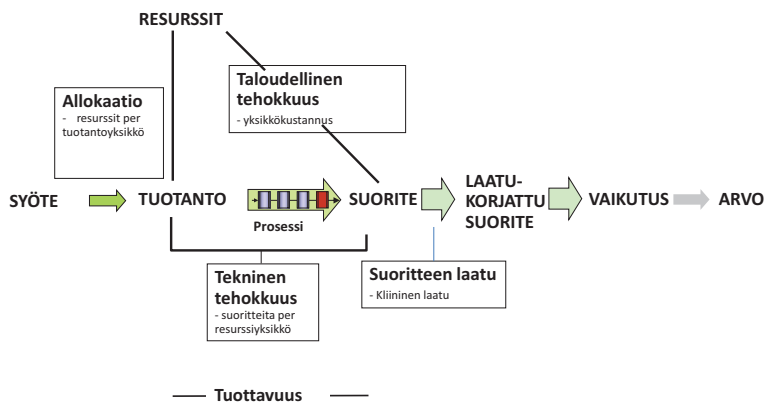 RESURSSIT
Allokaatio
- resurssit per
tuotantoyksikkö
Taloudellinen
tehokkuus
- yksikkökustannus
SYÖTE
TUOTANTO
Prosessi
SUORITE
LAATU-
KORJATTU
SUORITE
VAIKUTUS
ARVO
Tekninen
tehokkuus
- suoritteita per
resurssiyksikkö
Suoritteen laatu
- Kliininen laatu
Tuottavuus